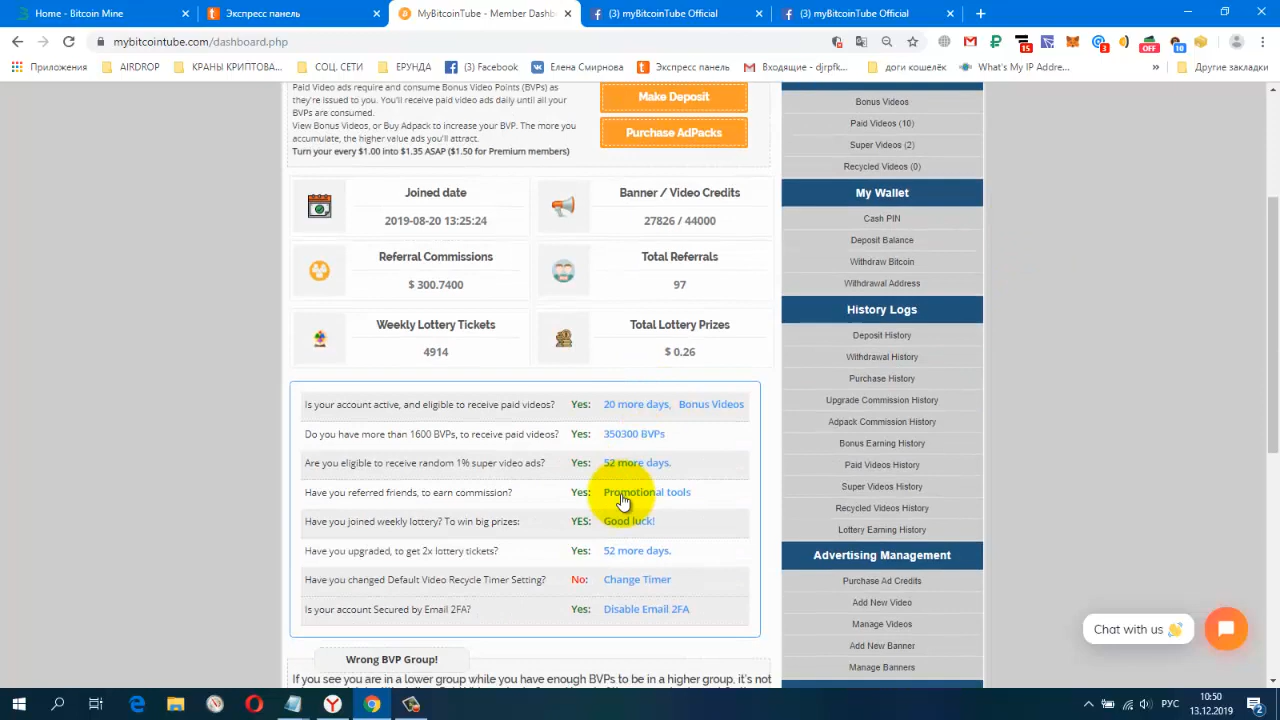 Home - Bitcoin Mine
Экспресс панель
MyBitcoinTube - Member Dashb
(3) myBitcoinTube Official
(3) myBitcoinTube Official
mybitcointube.com/dashboard.php
15
3
OFF
10
Приложения
AIRDROP
КРАНЫ КРИПТОВА...
СОЦ. СЕТИ
ЕРУНДА
(3) Facebook
Елена Смирнова
Экспресс панель
Входящие - djrpfk...
доги кошелёк
What's My IP Addre...
»
Другие закладки
Paid Video ads require and consume Bonus Video Points (BVPs) as
they're issued to you. You'll receive paid video ads daily until all your
BVPs are consumed.
View Bonus Videos, or Buy Adpack to increase your BVP. The more you
accumulate, the higher value ads you'll attract.
Turn your every $1.00 into $1.35 ASAP ($1.50 for Premium members)
Make Deposit
Purchase AdPacks
Joined date
2019-08-20 13:25:24
Banner / Video Credits
27826 / 44000
Referral Commissions
$ 300.7400
Total Referrals
97
Weekly Lottery Tickets
4914
Total Lottery Prizes
$ 0.26
Is your account active, and eligible to receive paid videos? Yes: 20 more days, Bonus Videos
Do you have more than 1600 BVPs, to receive paid videos? Yes: 350300 BVPs
Are you eligible to receive random 1% super video ads? Yes: 52 more days.
Have you referred friends, to earn commission? Yes: Promotional tools
Have you joined weekly lottery? To win big prizes: YES: Good luck!
Have you upgraded, to get 2x lottery tickets? Yes: 52 more days.
Have you changed Default Video Recycle Timer Setting? No: Change Timer
Is your account Secured by Email 2FA? Yes: Disable Email 2FA
Wrong BVP Group!
If you see you are in a lower group while you have enough BVPs to be in a higher group. it's not
Bonus Videos
Paid Videos (10)
Super Videos (2)
Recycled Videos (0)
My Wallet
Cash PIN
Deposit Balance
Withdraw Bitcoin
Withdrawal Address
History Logs
Deposit History
Withdrawal History
Purchase History
Upgrade Commission History
Adpack Commission History
Bonus Earning History
Paid Videos History
Super Videos History
Recycled Videos History
Lottery Earning History
Advertising Management
Purchase Ad Credits
Add New Video
Manage Videos
Add New Banner
Manage Banners
Chat with us 👋
РУС
10:50
13.12.2019
2